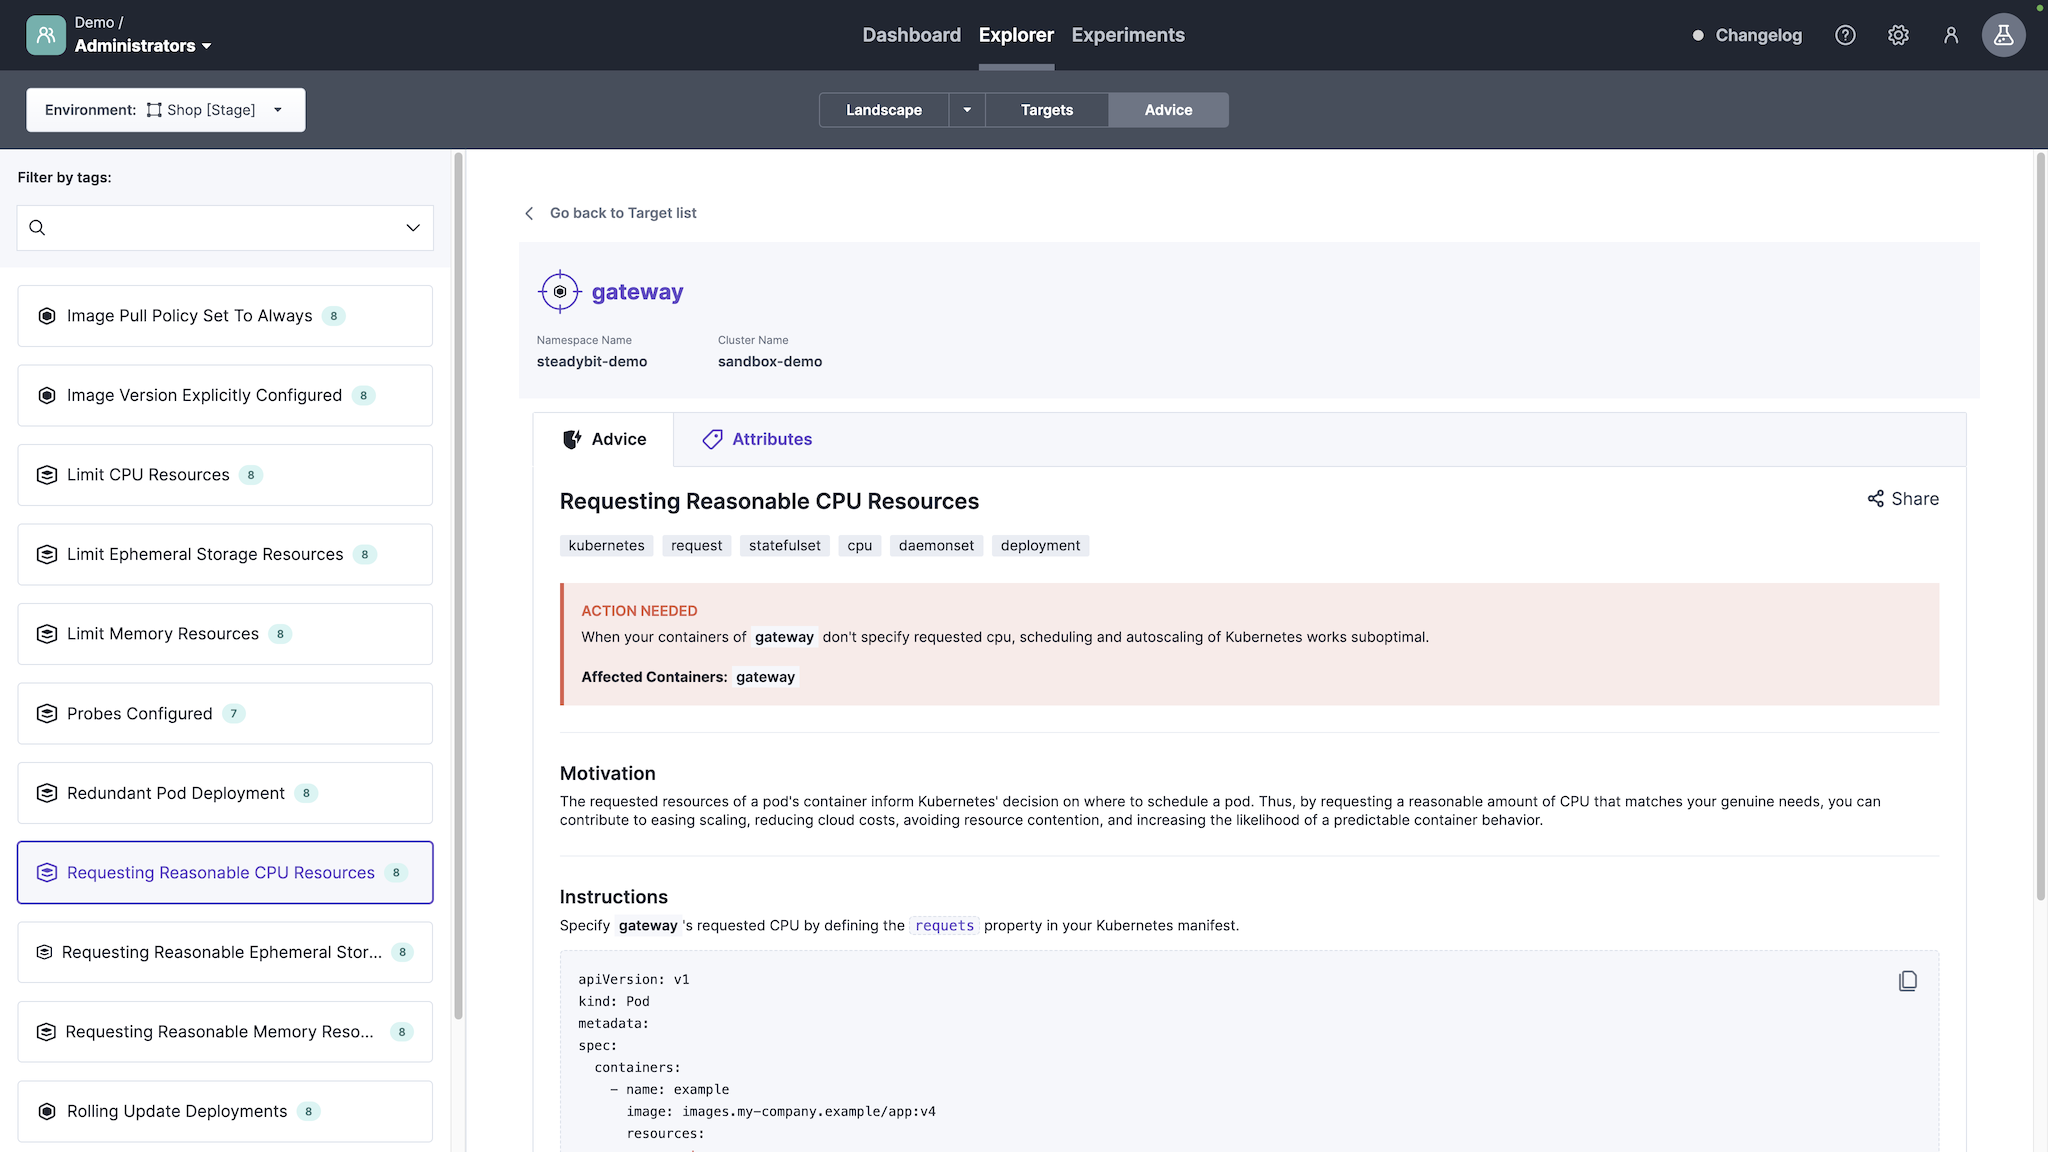 Demo /
Administrators
Dashboard Explorer Experiments
Changelog
Environment: Shop [Stage]
Landscape Targets Advice
Filter by tags:
Image Pull Policy Set To Always 8
Image Version Explicitly Configured 8
Limit CPU Resources 8
Limit Ephemeral Storage Resources 8
Limit Memory Resources 8
Probes Configured 7
Redundant Pod Deployment 8
Requesting Reasonable CPU Resources 8
Requesting Reasonable Ephemeral Stor... 8
Requesting Reasonable Memory Reso... 8
Rolling Update Deployments 8
Go back to Target list
gateway
Namespace Name Cluster Name
steadybit-demo sandbox-demo
Advice Attributes
Requesting Reasonable CPU Resources
Share
kubernetes request statefulset cpu daemonset deployment
ACTION NEEDED
When your containers of gateway don't specify requested cpu, scheduling and autoscaling of Kubernetes works suboptimal.
Affected Containers: gateway
Motivation
The requested resources of a pod's container inform Kubernetes' decision on where to schedule a pod. Thus, by requesting a reasonable amount of CPU that matches your genuine needs, you can
contribute to easing scaling, reducing cloud costs, avoiding resource contention, and increasing the likelihood of a predictable container behavior.
Instructions
Specify gateway 's requested CPU by defining the requets property in your Kubernetes manifest.
apiVersion: v1
kind: Pod
metadata:
spec:
containers:
- name: example
image: images.my-company.example/app:v4
resources: